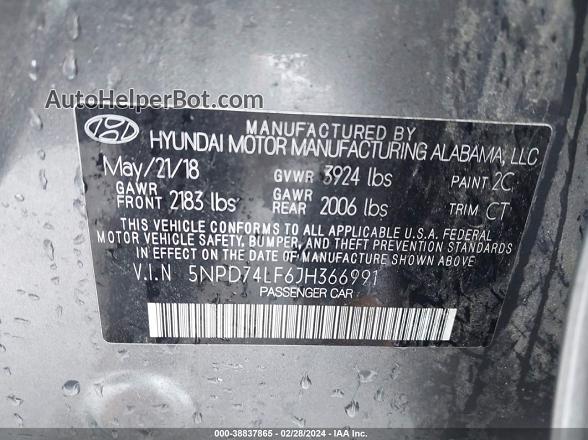 AutoHelperBot.com
MANUFACTURED BY
HYUNDAI MOTOR MANUFACTURING ALABAMA, LLC
May/21/18 GVWR 3924 lbs PAINT 2C
GAWR FRONT 2183 lbs GAWR REAR 2006 lbs TRIM CT
THIS VEHICLE CONFORMS TO ALL APPLICABLE U.S.A. FEDERAL
MOTOR VEHICLE SAFETY, BUMPER, AND THEFT PREVENTION STANDARDS
IN EFFECT ON THE DATE OF MANUFACTURE SHOWN ABOVE.
V.I.N 5NPD74LF6JH366991
PASSENGER CAR
000-38837865 - 02/28/2024 - IAA Inc.